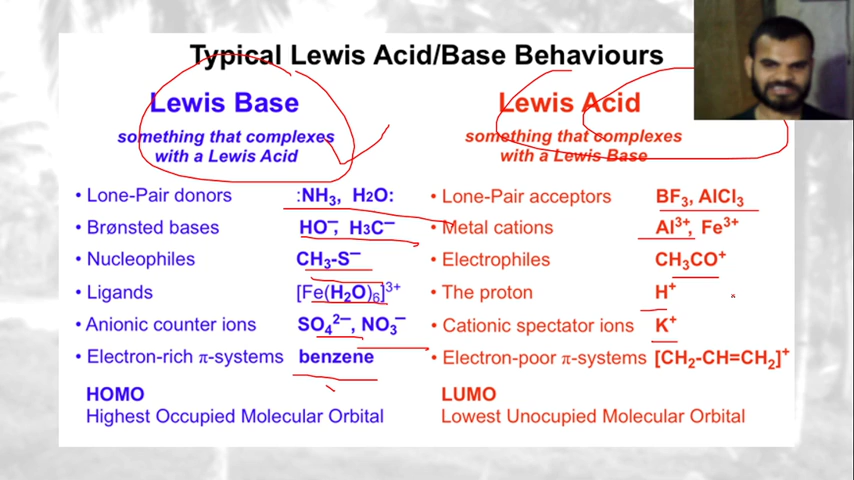 Typical Lewis Acid/Base Behaviours
Lewis Base
something that complexes
with a Lewis Acid
• Lone-Pair donors :NH₃, H₂O:
• Brønsted bases HO⁻, H₃C⁻
• Nucleophiles CH₃-S⁻
• Ligands [Fe(H₂O)₆]³⁺
• Anionic counter ions SO₄²⁻, NO₃⁻
• Electron-rich π-systems benzene
HOMO
Highest Occupied Molecular Orbital
Lewis Acid
something that complexes
with a Lewis Base
• Lone-Pair acceptors BF₃, AlCl₃
• Metal cations Al³⁺, Fe³⁺
• Electrophiles CH₃CO⁺
• The proton H⁺
• Cationic spectator ions K⁺
• Electron-poor π-systems [CH₂-CH=CH₂]⁺
LUMO
Lowest Unocupied Molecular Orbital